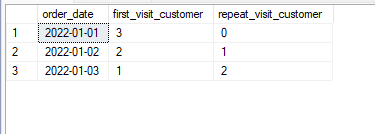 order_date first_visit_customer repeat_visit_customer
1 2022-01-01 3 0
2 2022-01-02 2 1
3 2022-01-03 1 2